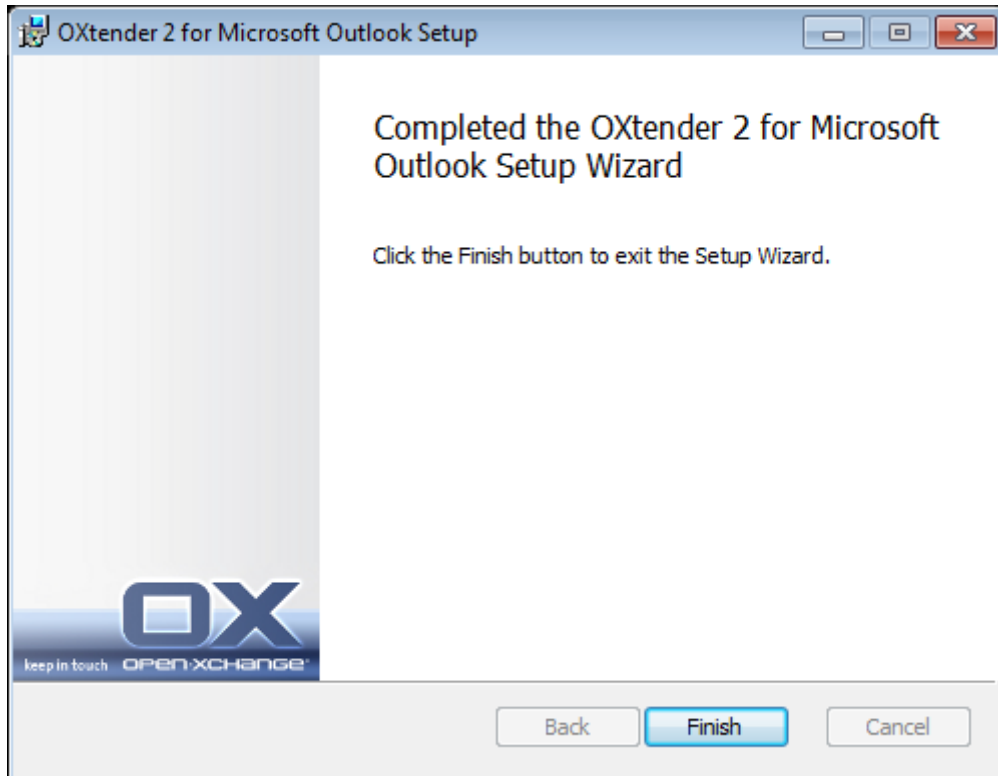 OXtender 2 for Microsoft Outlook Setup
Completed the OXtender 2 for Microsoft
Outlook Setup Wizard
Click the Finish button to exit the Setup Wizard.
OX
keep in touch OPEN-XCHANGE
Back Finish Cancel